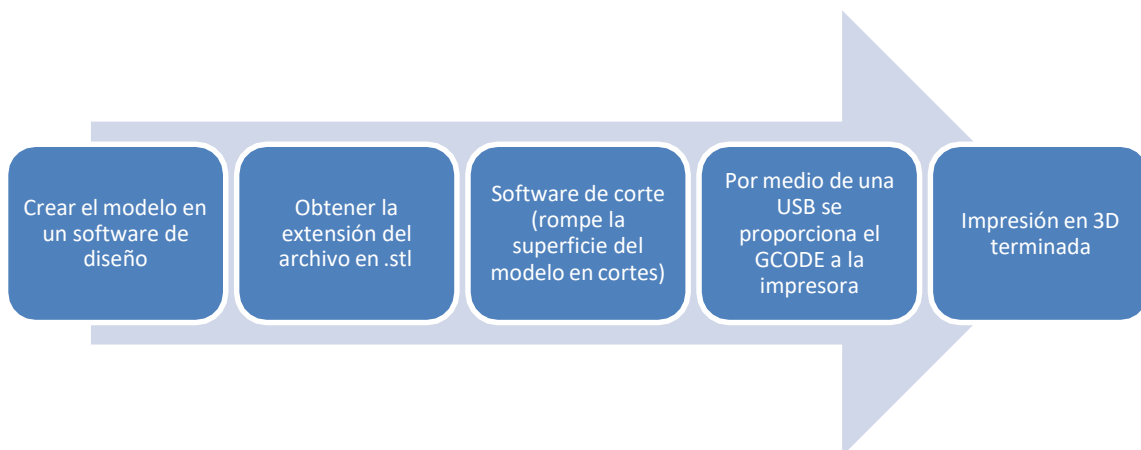 Crear el modelo en
un software de
diseño
Obtener la
extensión del
archivo en .stl
Software de corte
(rompe la
superficie del
modelo en cortes)
Por medio de una
USB se
proporciona el
GCODE a la
impresora
Impresión en 3D
terminada